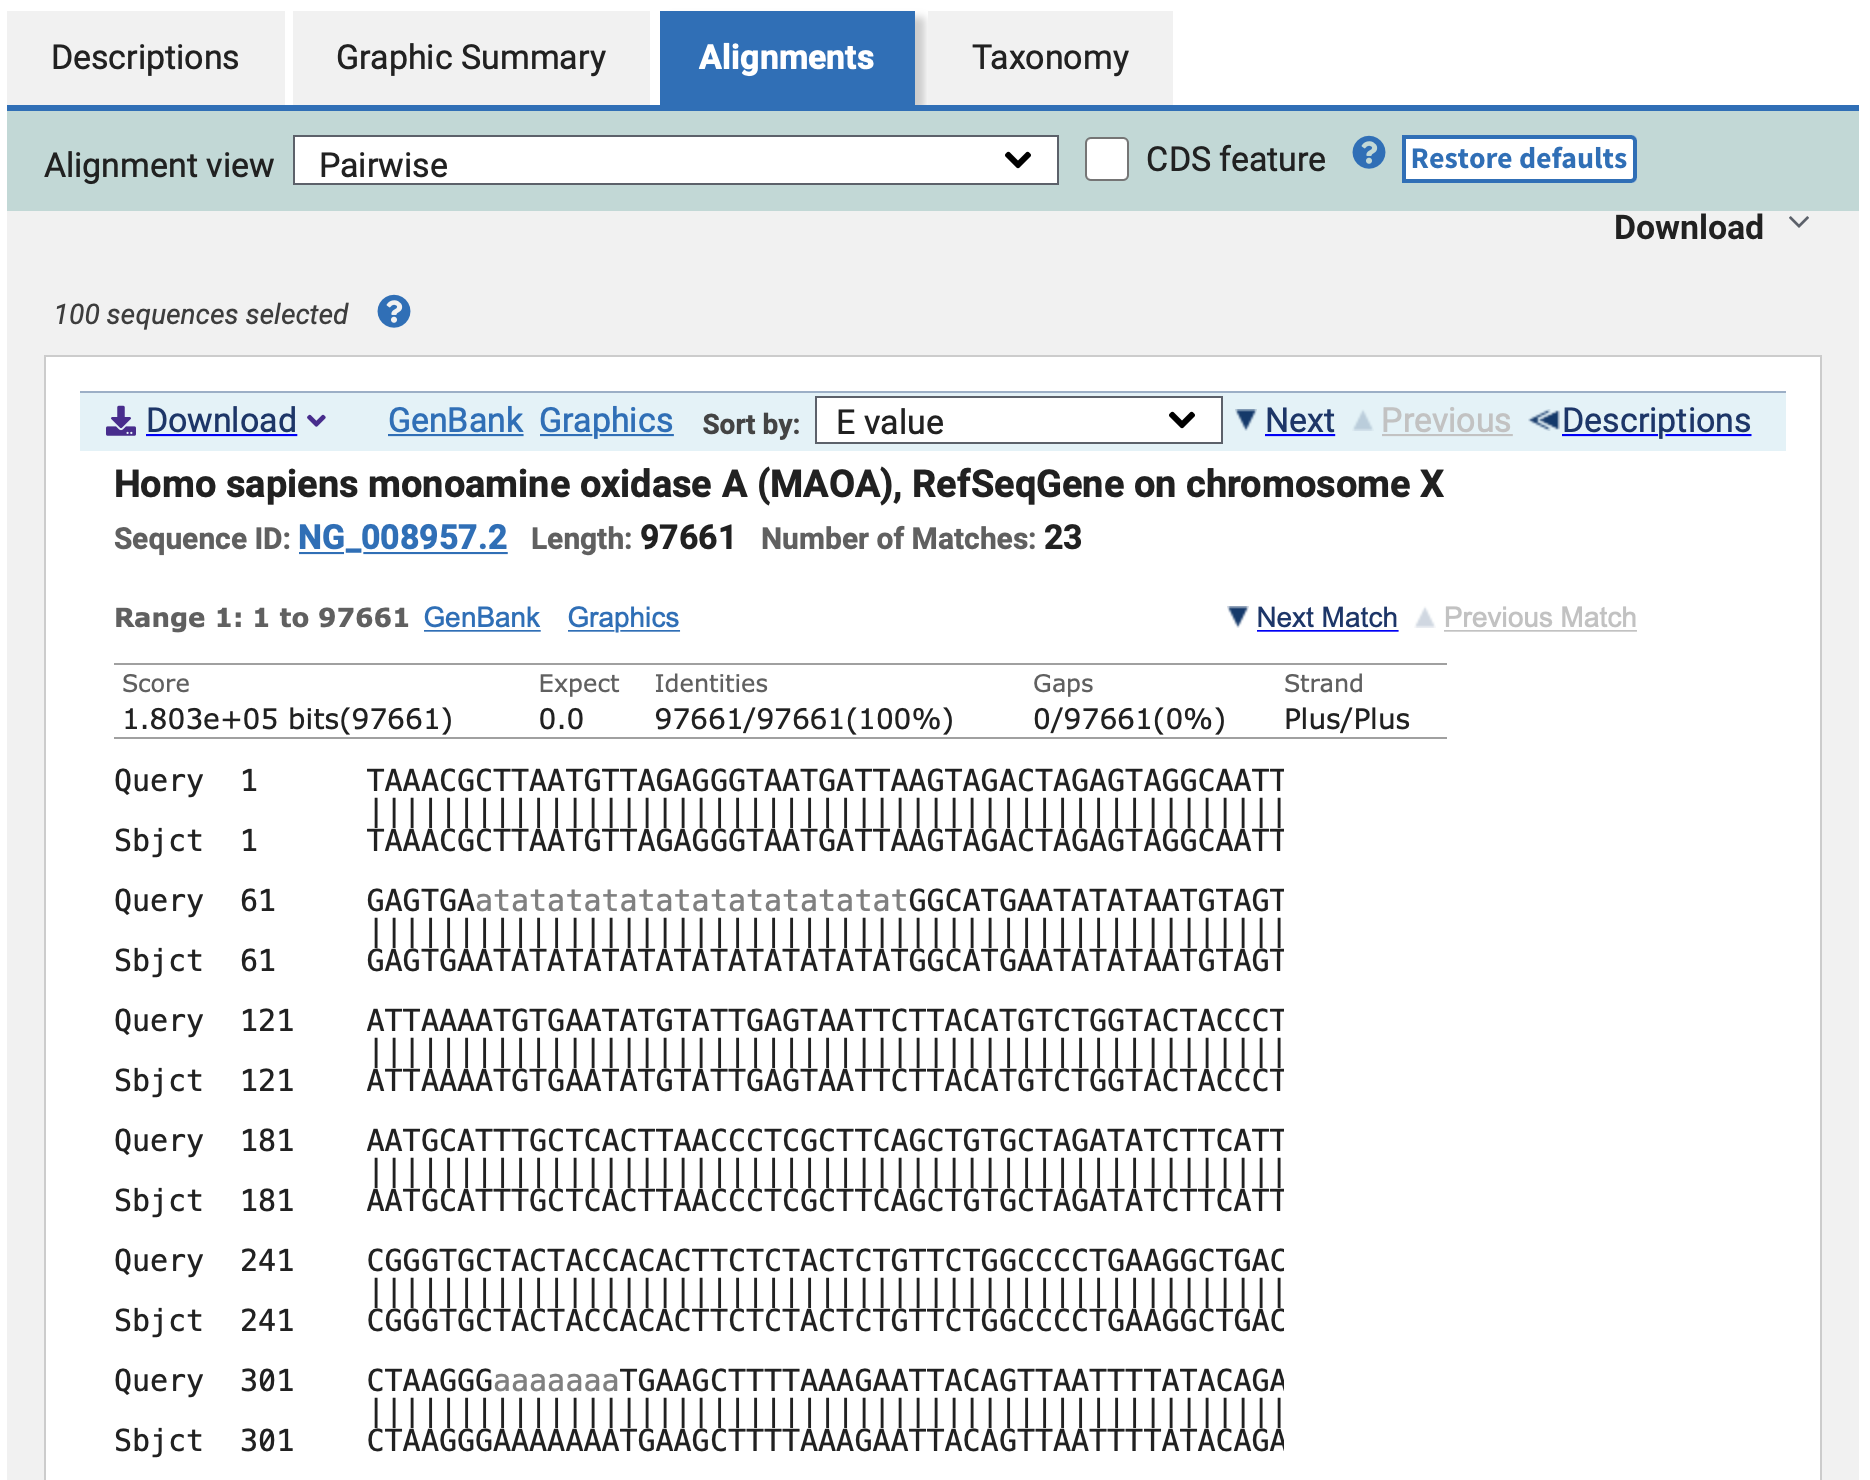 Descriptions Graphic Summary Alignments Taxonomy
Alignment view Pairwise CDS feature ? Restore defaults
Download
100 sequences selected ?
Download GenBank Graphics Sort by: E value Next Previous Descriptions
Homo sapiens monoamine oxidase A (MAOA), RefSeqGene on chromosome X
Sequence ID: NG_008957.2 Length: 97661 Number of Matches: 23
Range 1: 1 to 97661 GenBank Graphics Next Match Previous Match
Score Expect Identities Gaps Strand
1.803e+05 bits(97661) 0.0 97661/97661(100%) 0/97661(0%) Plus/Plus
Query 1 TAAACGCTTAATGTTAGAGGGTAATGATTAAGTAGACTAGAGTAGGCAATT
Sbjct 1 TAAACGCTTAATGTTAGAGGGTAATGATTAAGTAGACTAGAGTAGGCAATT
Query 61 GAGTGAatatatatatatatatatatatatGGCATGAATATATAATGTAGT
Sbjct 61 GAGTGAATATATATATATATATATATATATGGCATGAATATATAATGTAGT
Query 121 ATTAAAATGTGAATATGTATTGAGTAATTCTTACATGTCTGGTACTACCCT
Sbjct 121 ATTAAAATGTGAATATGTATTGAGTAATTCTTACATGTCTGGTACTACCCT
Query 181 AATGCATTTGCTCACTTAACCCTCGCTTCAGCTGTGCTAGATATCTTCATT
Sbjct 181 AATGCATTTGCTCACTTAACCCTCGCTTCAGCTGTGCTAGATATCTTCATT
Query 241 CGGGTGCTACTACCACACTTCTCTACTCTGTTCTGGCCCCTGAAGGCTGAC
Sbjct 241 CGGGTGCTACTACCACACTTCTCTACTCTGTTCTGGCCCCTGAAGGCTGAC
Query 301 CTAAGGGaaaaaaaTGAAGCTTTTAAAGAATTACAGTTAATTTTATACAGA
Sbjct 301 CTAAGGGAAAAAAATGAAGCTTTTAAAGAATTACAGTTAATTTTATACAGA